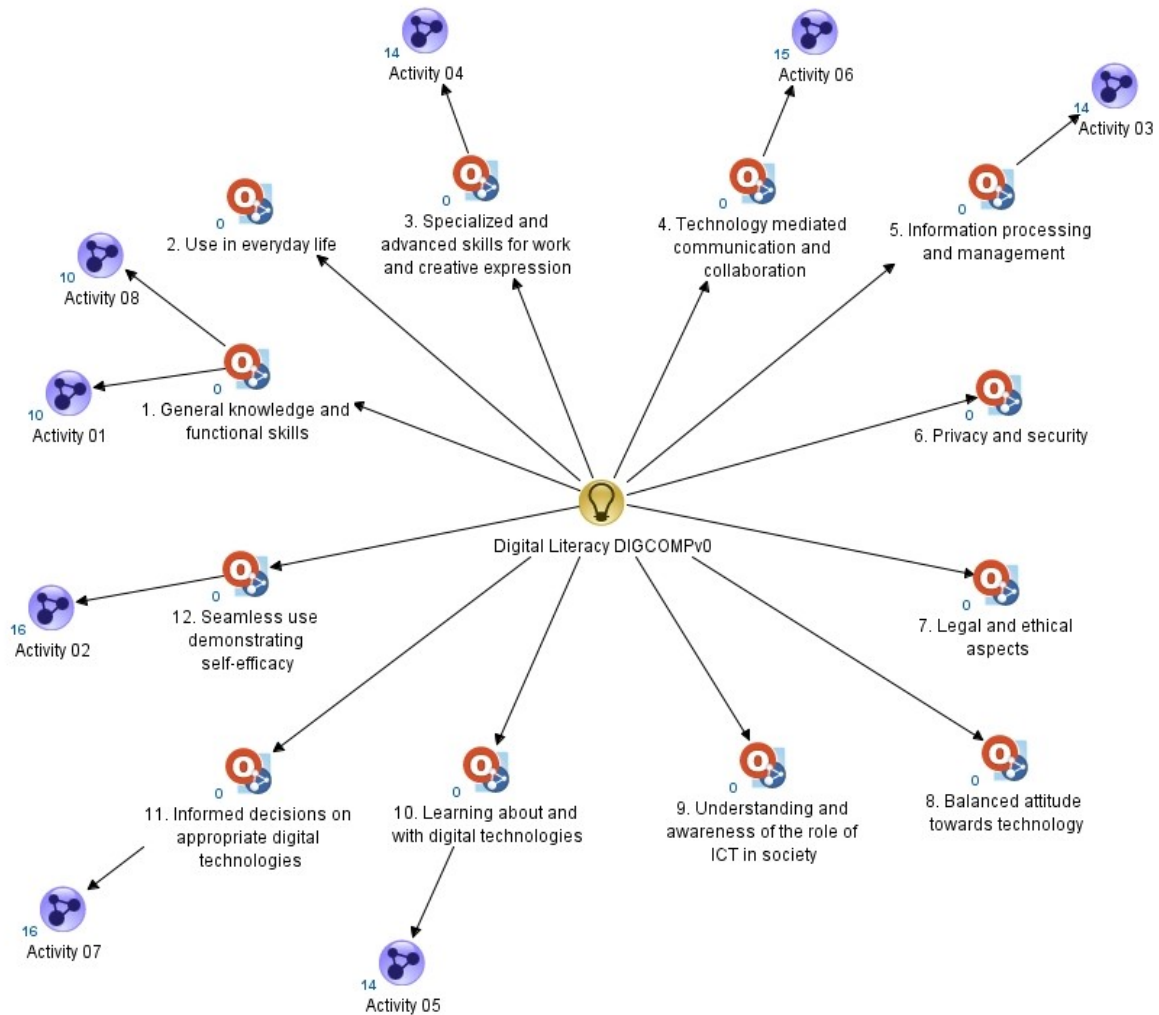 14
Activity 04
15
Activity 06
14
Activity 03
O
0
2. Use in everyday life
O
0
3. Specialized and
advanced skills for work
and creative expression
O
0
4. Technology mediated
communication and
collaboration
O
0
5. Information processing
and management
10
Activity 08
O
0
1. General knowledge and
functional skills
10
Activity 01
O
0
6. Privacy and security
Digital Literacy DIGCOMPv0
O
0
12. Seamless use
demonstrating
self-efficacy
16
Activity 02
O
0
7. Legal and ethical
aspects
O
0
11. Informed decisions on
appropriate digital
technologies
O
0
10. Learning about and
with digital technologies
O
0
9. Understanding and
awareness of the role of
ICT in society
O
0
8. Balanced attitude
towards technology
16
Activity 07
14
Activity 05